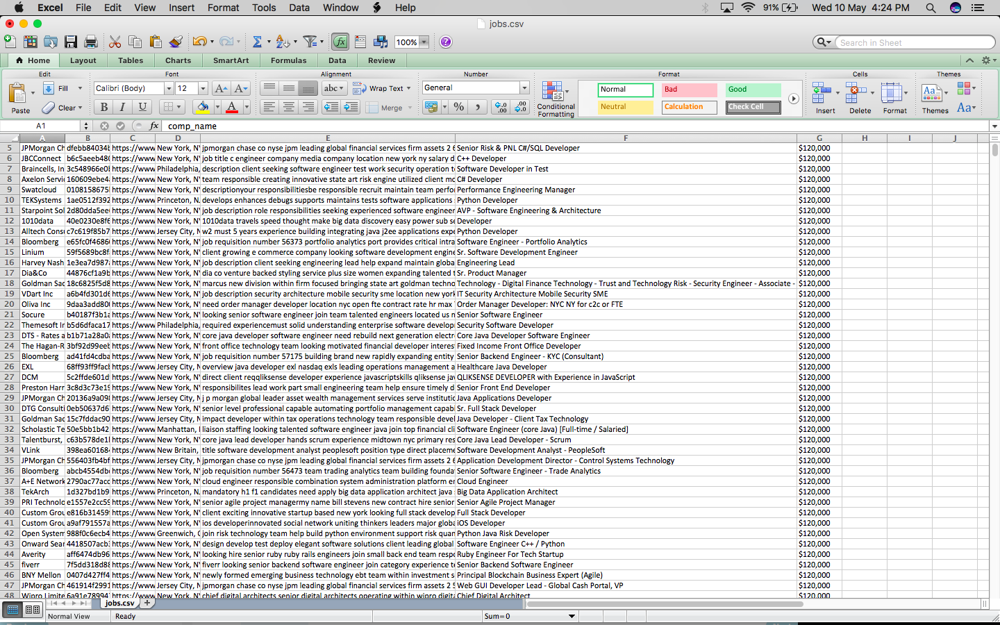 Excel File Edit View Insert Format Tools Data Window Help 91% Wed 10 May 4:24 PM
jobs.csv
100% Search in Sheet
Home Layout Tables Charts SmartArt Formulas Data Review
Edit Font Alignment Number Format Cells Themes
Fill Calibri (Body) 12 abc Wrap Text General Normal Bad Good
Paste Clear B I U A Merge % Conditional Formatting Neutral Calculation Check Cell Insert Delete Format Themes Aa
A1 fx comp_name
A B C D E F G H I J
5 JPMorgan Ch dfebb84034b https://www New York, NY jpmorgan chase co nyse jpm leading global financial services firm assets 2 6 Senior Risk & PNL C#/SQL Developer $120,000
6 JBCConnect b6c5aeeb480 https://www New York, NY job title c engineer company media company location new york ny salary d C++ Developer $120,000
7 Braincells, In 3c548966e0 https://www Philadelphia, description client seeking software engineer test work security operation t Software Developer in Test $120,000
8 Axelon Servi 160609ebe4 https://www New York, NY team responsible creating innovative state art risk engine utilized client mo C# Developer $120,000
9 Swatcloud 0108158675 https://www New York, NY descriptionyour responsibilitiesbe responsible recruit maintain team perfo Performance Engineering Manager $120,000
10 TEKSystems 1ae0512f392 https://www Princeton, N. develops enhances debugs supports maintains tests software applications Python Developer $120,000
11 Starpoint Sol 2d80dda5ee https://www New York, NY job description role responsibilities seeking experienced software engineer AVP - Software Engineering & Architecture $120,000
12 1010data 40e0230e8f6 https://www New York, NY 1010data travels speed thought make big data discovery easy power sub se Developer $120,000
13 Alltech Consu c7c619f85b7 https://www Jersey City, N w2 must 5 years experience building integrating java j2ee applications expe Python Developer $120,000
14 Bloomberg e65fc0f4686 https://www New York, NY job requisition number 56373 portfolio analytics port provides critical intra Software Engineer - Portfolio Analytics $120,000
15 Linium 59f5689bc8f https://www New York, NY client growing e commerce company looking software development engine Sr. Software Development Engineer $120,000
16 Harvey Nash 1e3ea7d987 https://www New York, NY job description client seeking engineering lead help expand maintain globa Engineering Lead $120,000
17 Dia&Co 44876cf1a9b https://www New York, NY dia co venture backed styling service plus size women expanding talented t Sr. Product Manager $120,000
18 Goldman Sac 18c6825f5d8 https://www New York, NY marcus new division within firm focused bringing state art goldman techno Technology - Digital Finance Technology - Trust and Technology Risk - Security Engineer - Associate - $120,000
19 VDart Inc a6b4fd301d6 https://www New York, NY job description security architecture mobile security sme location new york IT Security Architecture Mobile Security SME $120,000
20 Oliva Inc 9daa3add80 https://www New York, NY need order manager developer location nyc open fte contract rate hr max Order Manager Developer: NYC NY for c2c or FTE $120,000
21 Socure b40187f3b1 https://www New York, NY looking senior software engineer join team talented engineers located us n Senior Software Engineer $120,000
22 Themesoft In b5d6dfaca17 https://www Philadelphia, required experiencemust solid understanding enterprise software develop Security Software Developer $120,000
23 DTS - Rates a b1b71a28a0 https://www New York, NY core java developer software engineer need rebuild next generation electr Core Java Developer Software Engineer $120,000
24 The Hagan-R 3bf92d99eeb https://www New York, NY front office technology team looking motivated financial developer interes Fixed Income Front Office Developer $120,000
25 Bloomberg ad41fd4cdba https://www New York, NY job requisition number 57175 building brand new rapidly expanding entity Senior Backend Engineer - KYC (Consultant) $120,000
26 EXL 68ff93ff9fac https://www Jersey City, N overview java developer exl nasdaq exls leading operations management a Healthcare Java Developer $120,000
27 DCM 5c2ffde601d https://www New York, NY direct client reqqliksense developer experience javascriptskills qliksense jav QLIKSENSE DEVELOPER with Experience in JavaScript $120,000
28 Preston Harr 3c8d3c73e19 https://www New York, NY responsibilites lead work part small engineering team help ensure timely d Senior Front End Developer $120,000
29 JPMorgan Ch 20136a9a098 https://www Jersey City, N j p morgan global leader asset wealth management services serve institutic Java Applications Developer $120,000
30 DTG Consulti 0eb50637d6 https://www New York, NY senior level professional capable automating portfolio management capabi Sr. Full Stack Developer $120,000
31 Goldman Sac 15c7fddac90 https://www Jersey City, N impact developer within tax operations technology team responsible devel Java Developer - Client Tax Technology $120,000
32 Scholastic Te 50e5bb1b42 https://www Manhattan, liaison staffing looking talented software engineer java join top financial cli Software Engineer (core Java) [Full-time / Salaried] $120,000
33 Talentburst, c63b578de1 https://www New York, NY core java lead developer hands scrum experience midtown nyc primary res Core Java Lead Developer - Scrum $120,000
34 VLink 398ea60168 https://www New Britain, title software development analyst peoplesoft position type direct placeme Software Development Analyst - PeopleSoft $120,000
35 JPMorgan Ch 556403fb4bf https://www Jersey City, N jpmorgan chase co nyse jpm leading global financial services firm assets 2 6 Application Development Director - Control Systems Technology $120,000
36 Bloomberg abcb4554db https://www New York, NY job requisition number 56473 team trading analytics team building founda Senior Software Engineer - Trade Analytics $120,000
37 A+E Network 2790ac77acc https://www New York, NY cloud engineer responsible combination system administration platform er Cloud Engineer $120,000
38 TekArch 1d327bd1b9 https://www Princeton, N. mandatory h1 f1 candidates need apply big data application architect java Big Data Application Architect $120,000
39 PRI Technolo e1557e2cc59 https://www New York, NY senior agile project managermy name bill stevens new contract hire senior Senior Agile Project Manager $120,000
40 Custom Grou e816b31459 https://www New York, NY client exciting innovative startup based new york looking full stack develop Full Stack Developer $120,000
41 Custom Grou a9af791557a https://www New York, NY ios developerinnovated social network uniting thinkers leaders major globa iOS Developer $120,000
42 Open System 988f0c6ecb4 https://www Greenwich, join risk technology team help build python environment support risk quan Python Java Risk Developer $120,000
43 Onward Sear 4418507acb https://www New York, NY design develop test deploy elegant software solutions client leading global Software Engineer C++ / Python $120,000
44 Averity aff6474db96 https://www New York, NY looking hire senior ruby ruby rails engineers join small back end team respo Ruby Engineer For Tech Startup $120,000
45 fiverr 7f5dd318d8 https://www New York, NY fiverr looking senior backend software engineer join category experience t Senior Backend Software Engineer $120,000
46 BNY Mellon 0407d427ff4 https://www New York, NY newly formed emerging business technology ebt team within investment s Principal Blockchain Business Expert (Agile) $120,000
47 JPMorgan Ch 461914f2991 https://www New York, NY jpmorgan chase co nyse jpm leading global financial services firm assets 2 5 Web GUI Developer Lead - Global Cash Portal, VP $120,000
48 Wipro Limite 6a91e78994 https://www New York, NY chief digital architects senior digital architects operating within wipro digit Chief Digital Architect $120,000
jobs.csv
Normal View Ready Sum=0